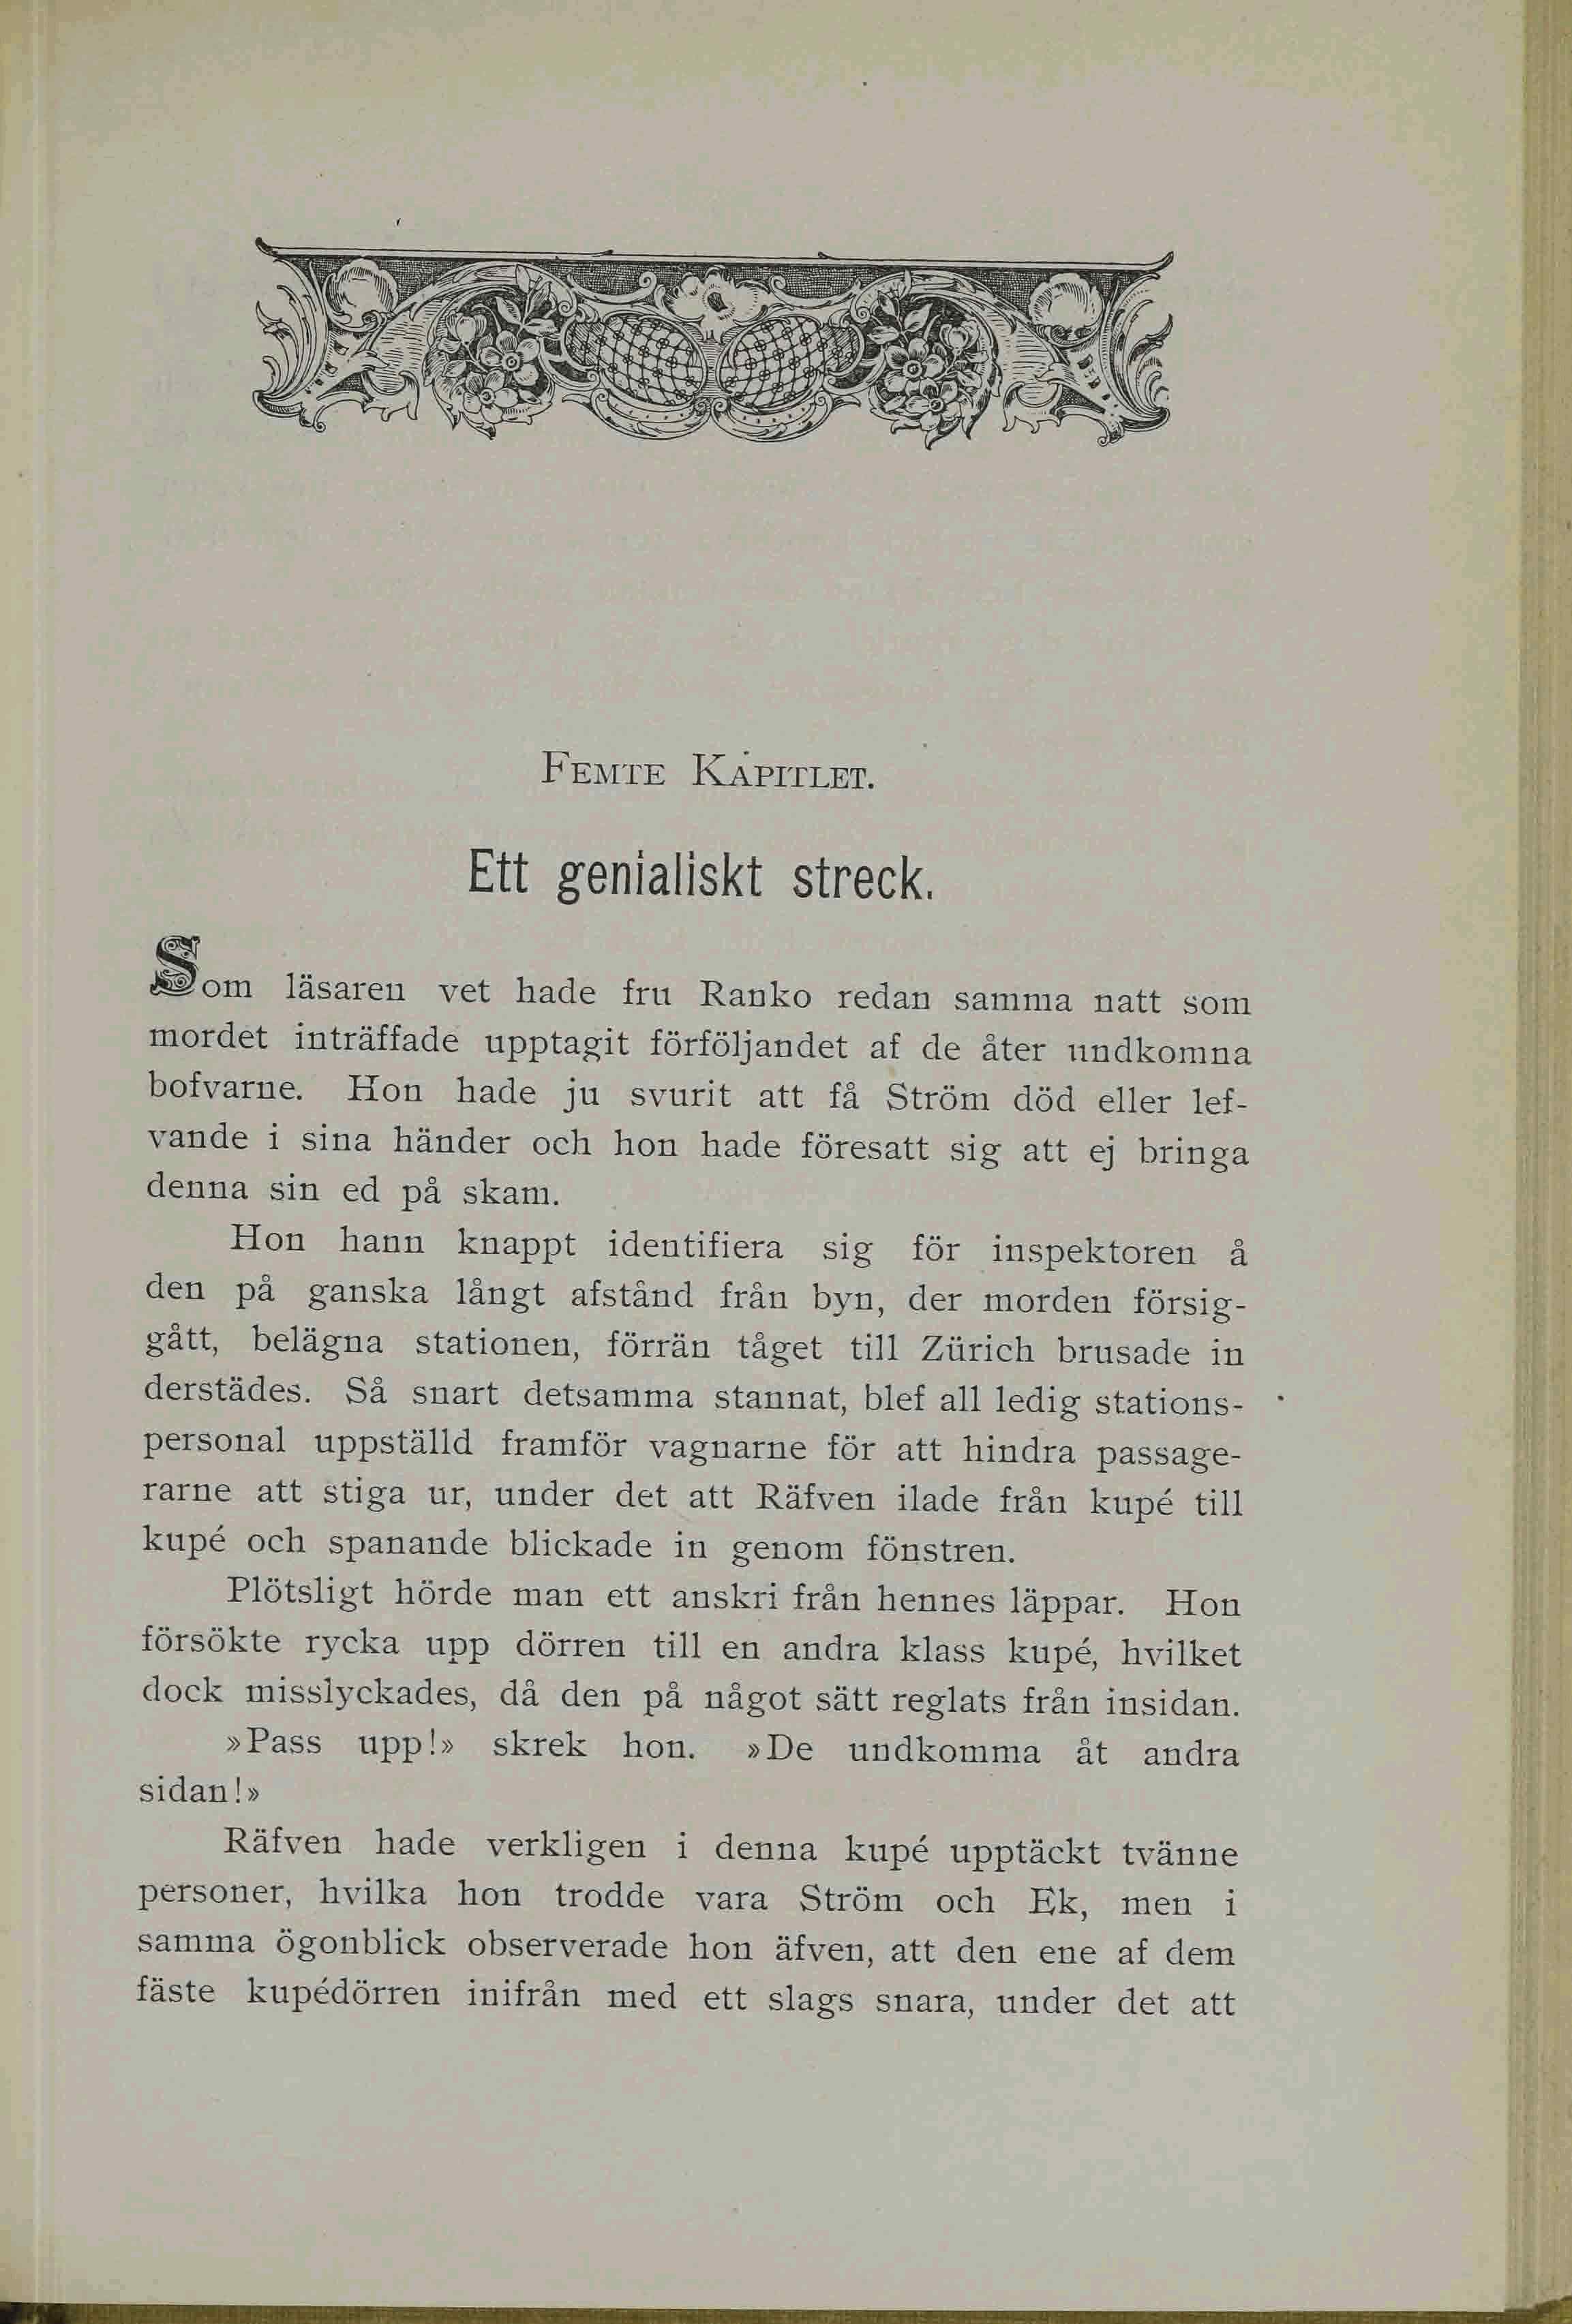 FEMTE KAPITLET.
Ett genialiskt streck.
Som läsaren vet hade fru Ranko redan samma natt som
mordet inträffade upptagit förföljandet af de åter undkomna
bofvarne. Hon hade ju svurit att få Ström död eller lef-
vande i sina händer och hon hade föresatt sig att ej bringa
denna sin ed på skam.
Hon hann knappt identifiera sig för inspektoren å
den på ganska långt afstånd från byn, der morden försig-
gått, belägna stationen, förrän tåget till Zürich brusade in
derstädes. Så snart detsamma stannat, blef all ledig stations-
personal uppställd framför vagnarne för att hindra passage-
rarne att stiga ur, under det att Räfven ilade från kupé till
kupé och spanande blickade in genom fönstren.
Plötsligt hörde man ett anskri från hennes läppar. Hon
försökte rycka upp dörren till en andra klass kupé, hvilket
dock misslyckades, då den på något sätt reglats från insidan.
»Pass upp!» skrek hon. »De undkomma åt andra
sidan!»
Räfven hade verkligen i denna kupé upptäckt tvänne
personer, hvilka hon trodde vara Ström och Ek, men i
samma ögonblick observerade hon äfven, att den ene af dem
fäste kupédörren inifrån med ett slags snara, under det att